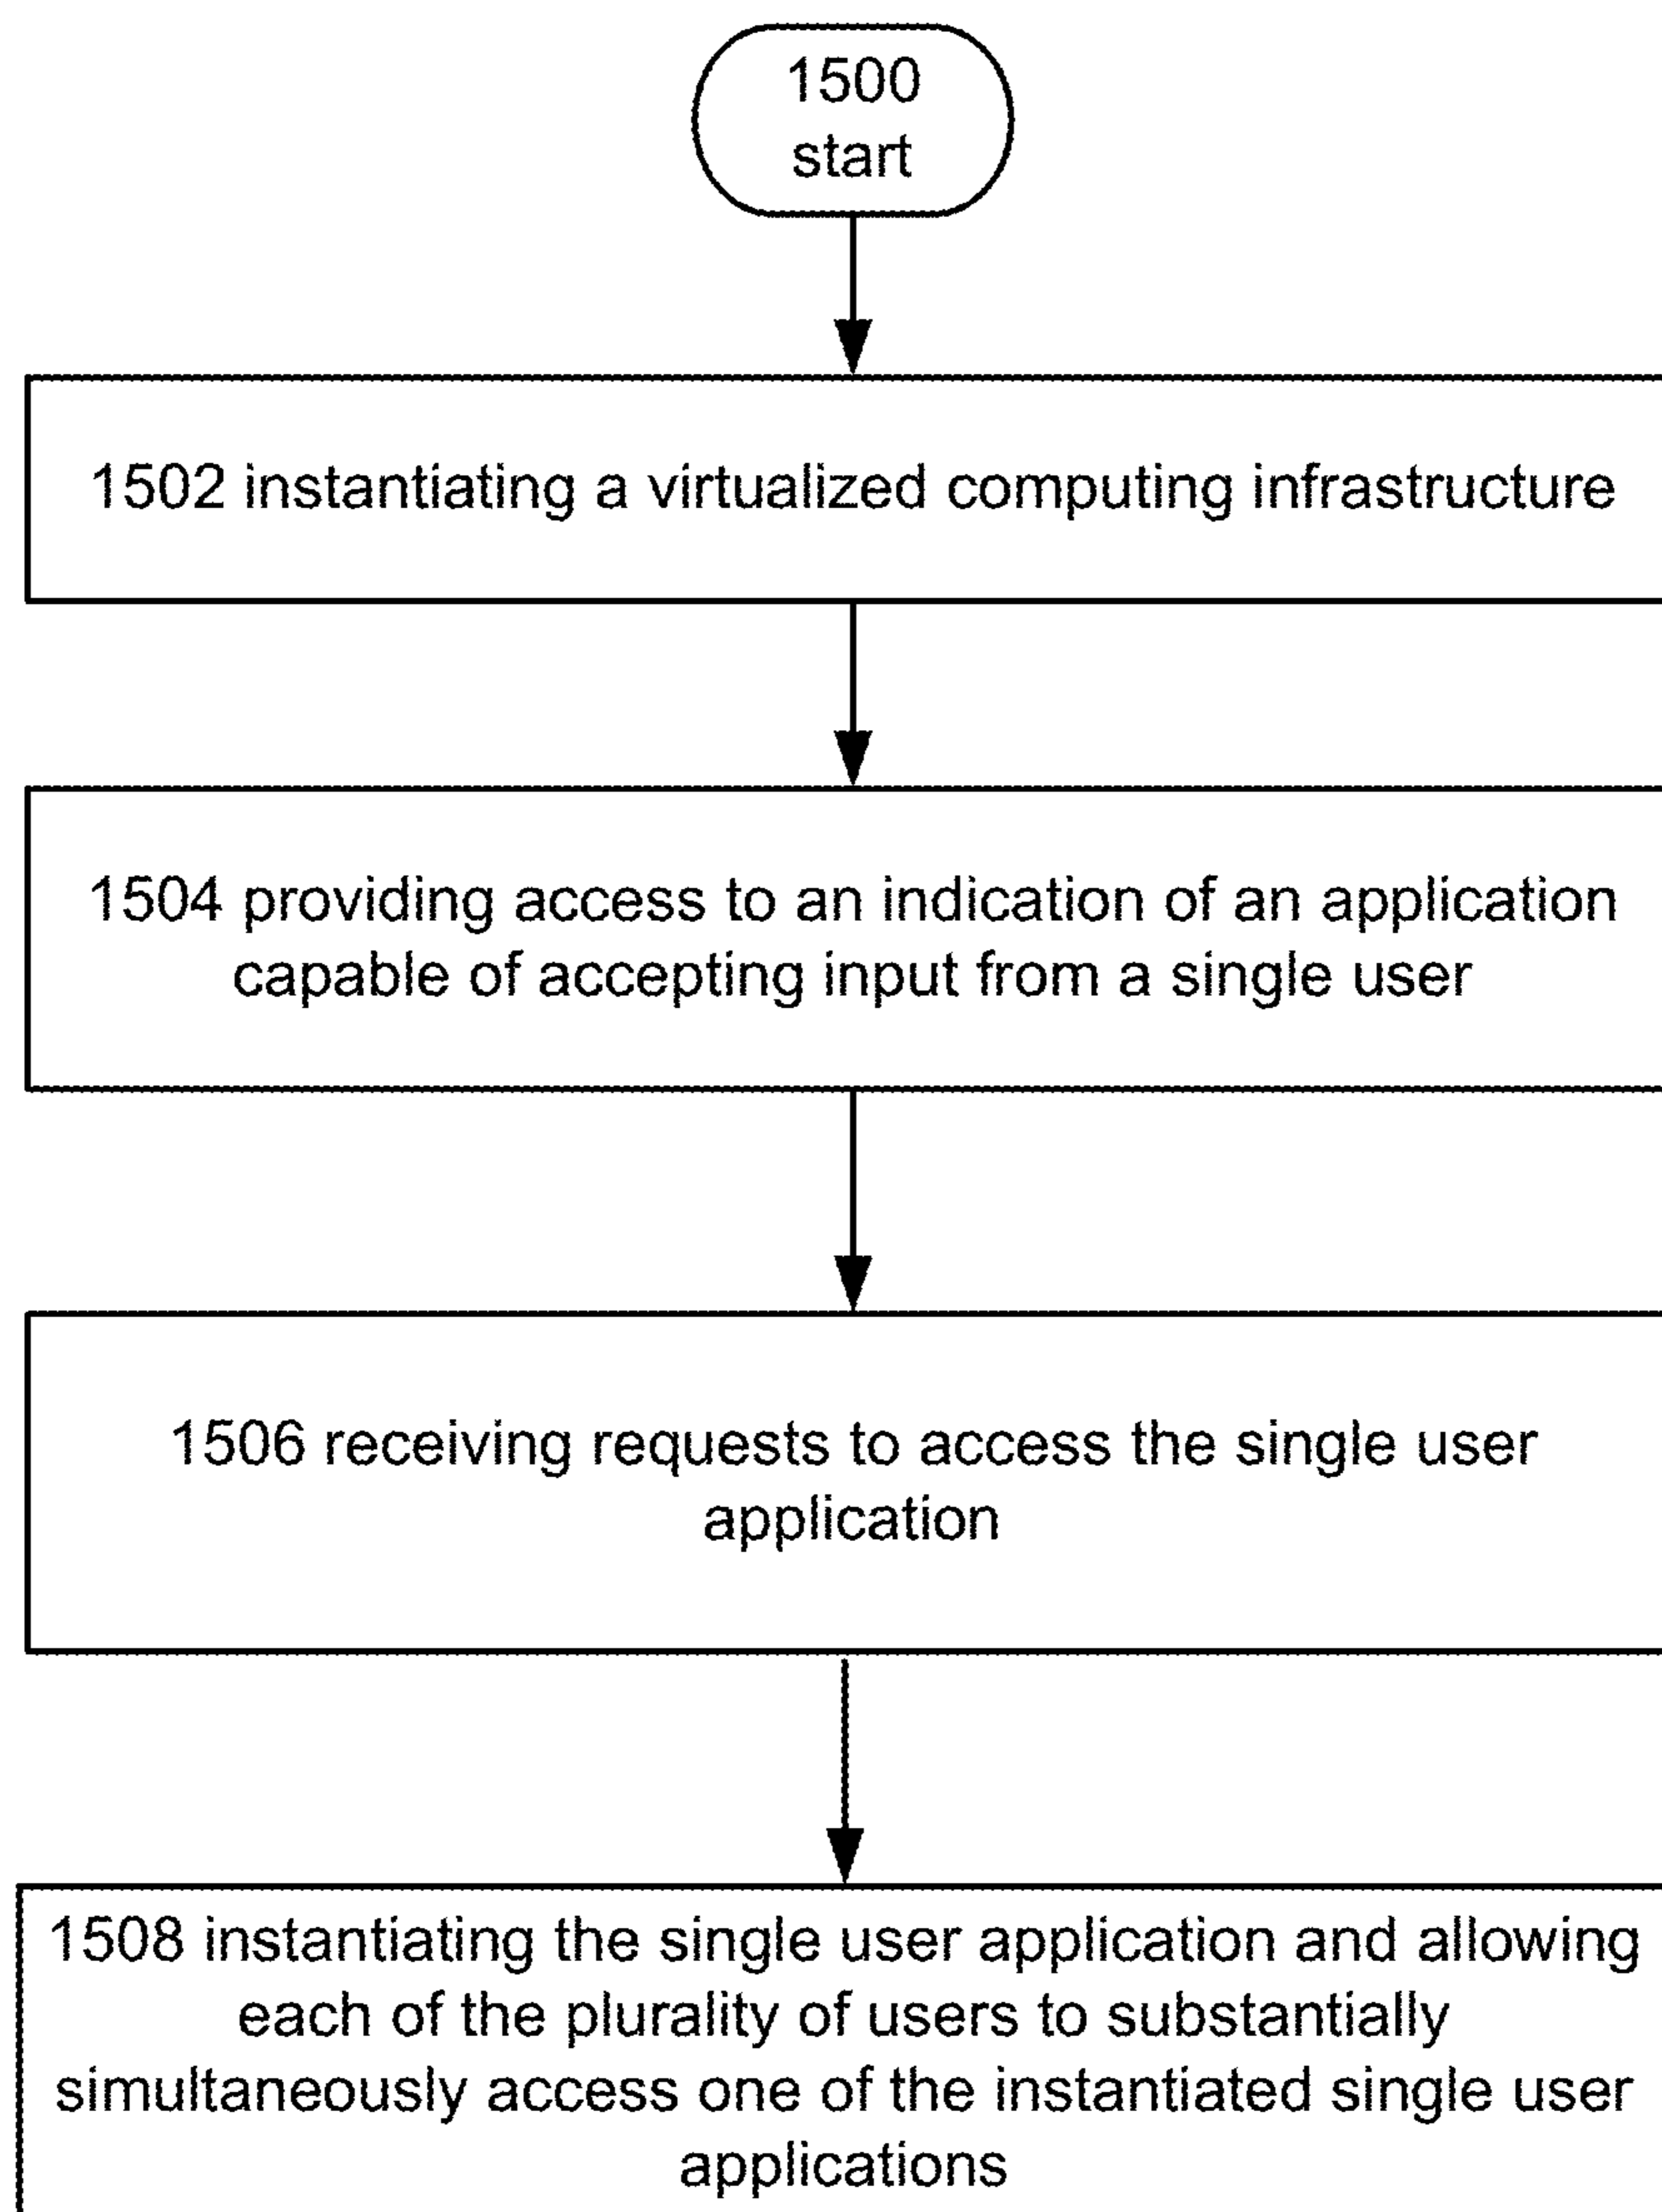 1500
start
1502 instantiating a virtualized computing infrastructure
1504 providing access to an indication of an application
capable of accepting input from a single user
1506 receiving requests to access the single user
application
1508 instantiating the single user application and allowing
each of the plurality of users to substantially
simultaneously access one of the instantiated single user
applications